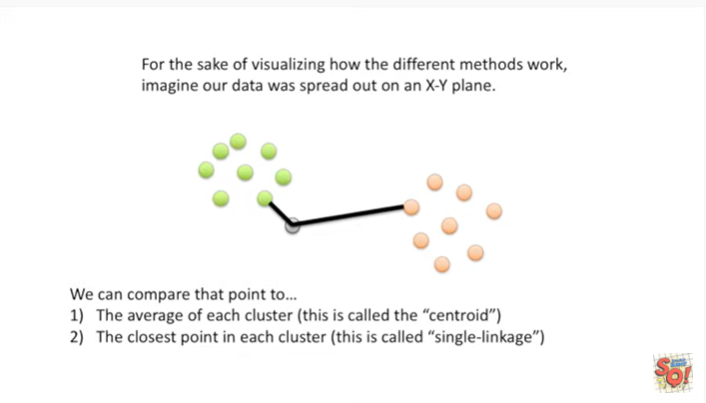 For the sake of visualizing how the different methods work,
imagine our data was spread out on an X-Y plane.
We can compare that point to...
1) The average of each cluster (this is called the “centroid”)
2) The closest point in each cluster (this is called “single-linkage”)
SQ!